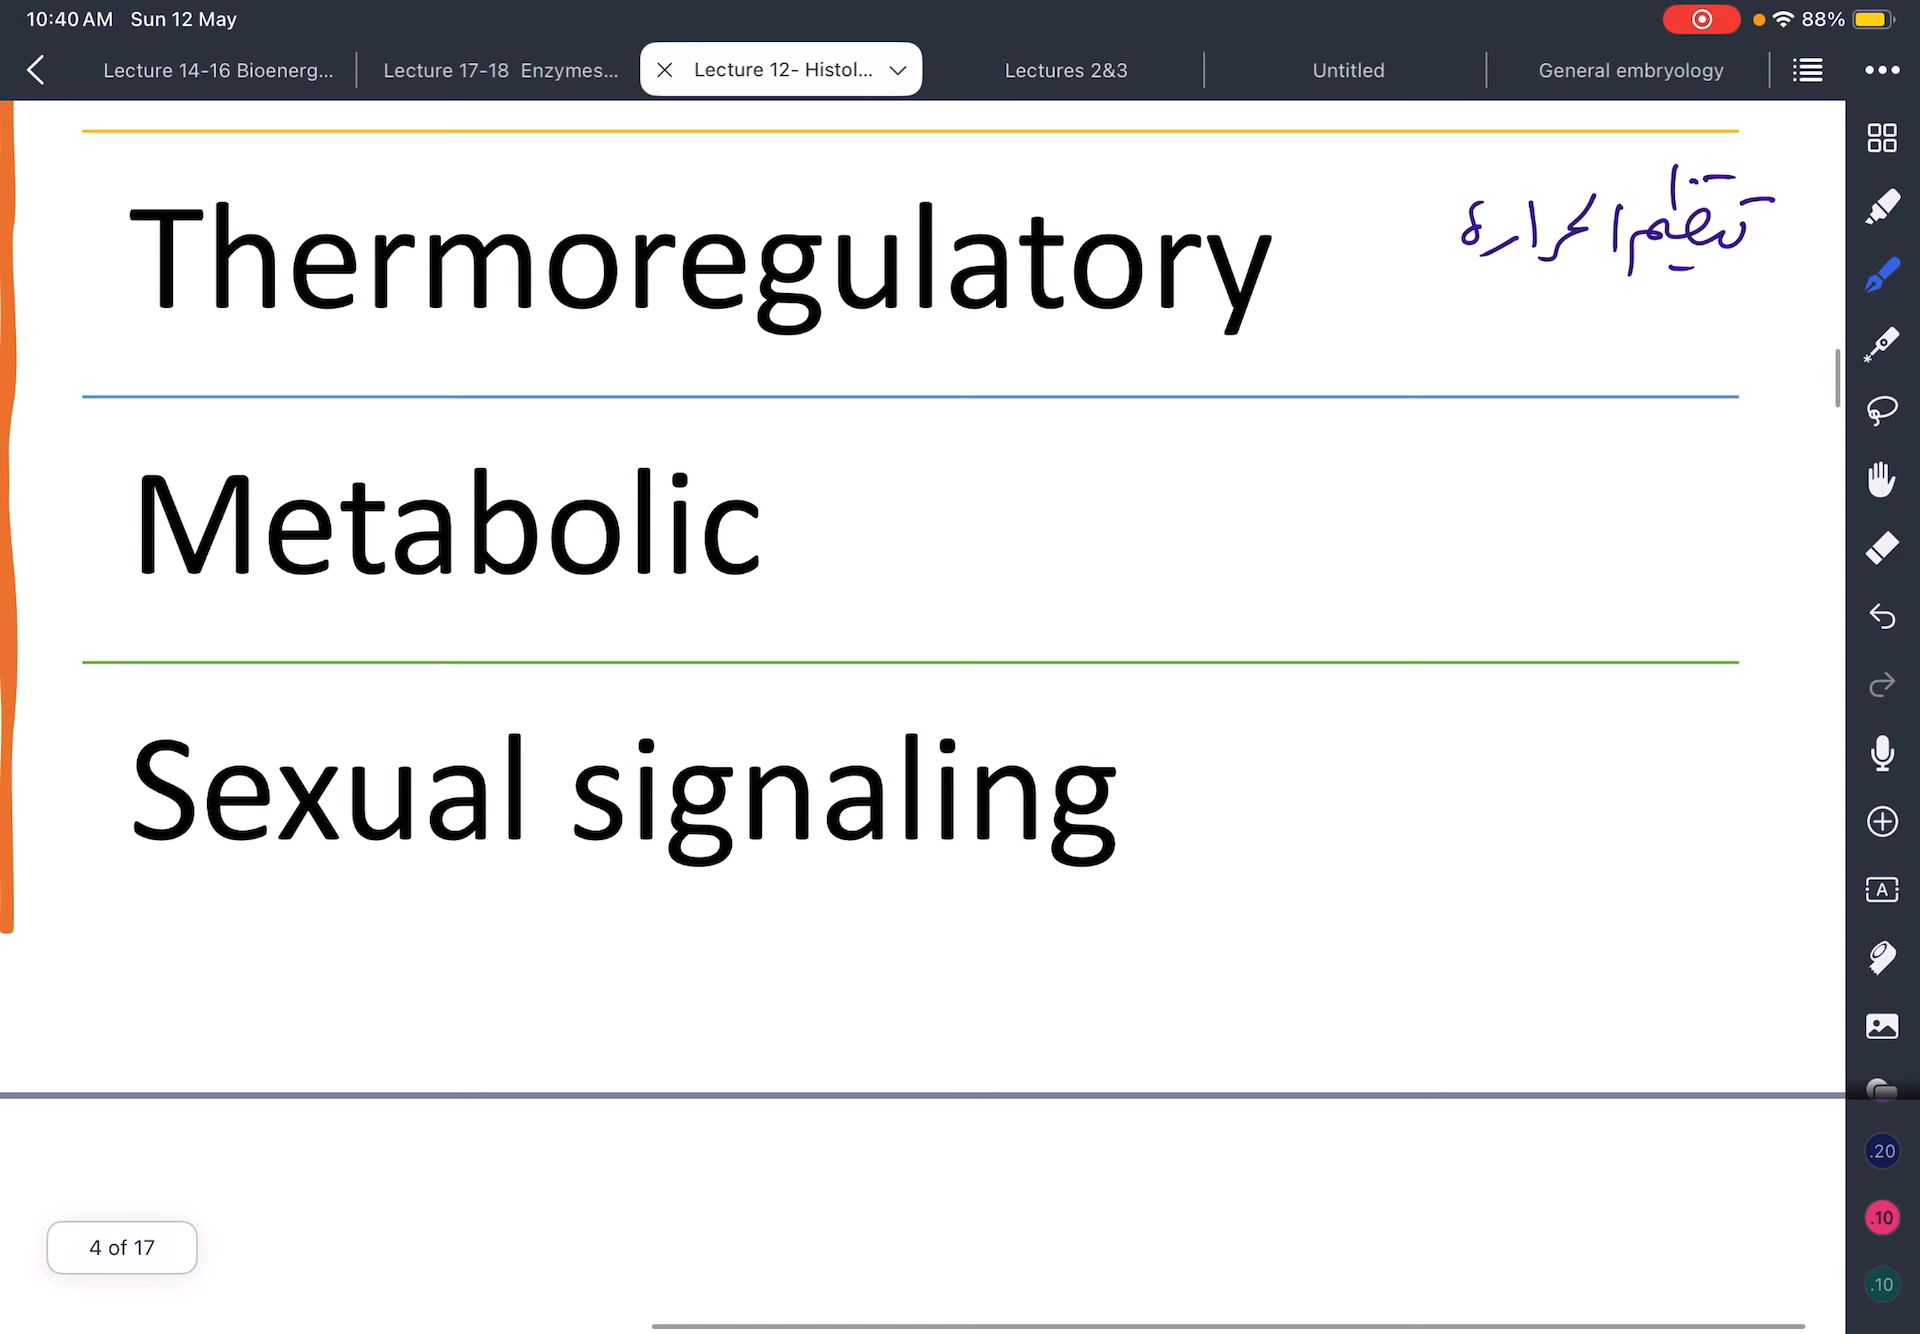 10:40 AM Sun 12 May
88%
Lecture 14-16 Bioenerg...
Lecture 17-18 Enzymes...
Lecture 12- Histol...
Lectures 2&3
Untitled
General embryology
Thermoregulatory
تنظيم الحرارة
Metabolic
Sexual signaling
A
.20
4 of 17
.10
.10